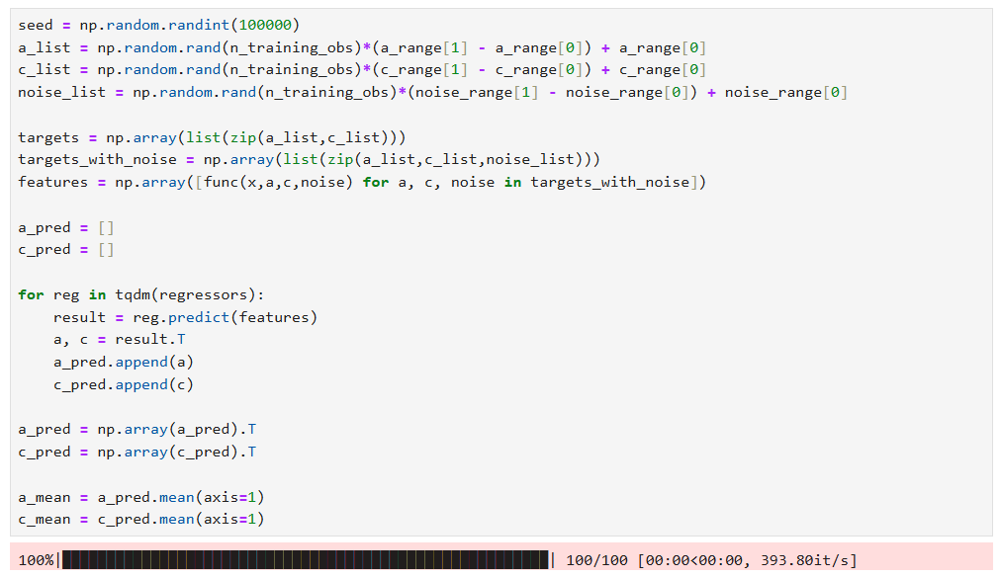 seed = np.random.randint(100000)
a_list = np.random.rand(n_training_obs)*(a_range[1] - a_range[0]) + a_range[0]
c_list = np.random.rand(n_training_obs)*(c_range[1] - c_range[0]) + c_range[0]
noise_list = np.random.rand(n_training_obs)*(noise_range[1] - noise_range[0]) + noise_range[0]
targets = np.array(list(zip(a_list,c_list)))
targets_with_noise = np.array(list(zip(a_list,c_list,noise_list)))
features = np.array([func(x,a,c,noise) for a, c, noise in targets_with_noise])
a_pred = []
c_pred = []
for reg in tqdm(regressors):
    result = reg.predict(features)
    a, c = result.T
    a_pred.append(a)
    c_pred.append(c)
a_pred = np.array(a_pred).T
c_pred = np.array(c_pred).T
a_mean = a_pred.mean(axis=1)
c_mean = c_pred.mean(axis=1)
100%| | 100/100 [00:00<00:00, 393.80it/s]